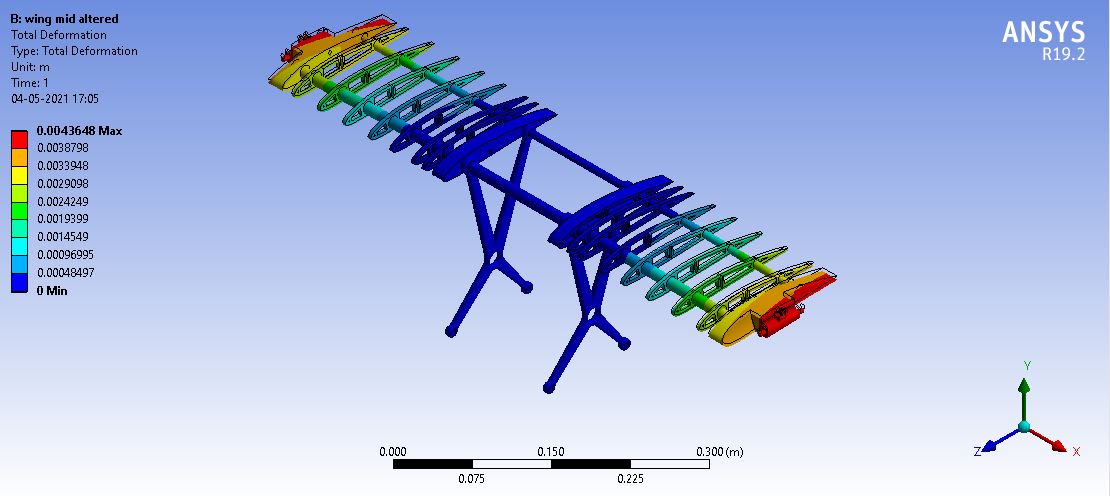 B: wing mid altered
Total Deformation
Type: Total Deformation
Unit: m
Time: 1
04-05-2021 17:05
ANSYS
R19.2
0.0043648 Max
0.0038798
0.0033948
0.0029098
0.0024249
0.0019399
0.0014549
0.00096995
0.00048497
0 Min
0.000
0.150
0.300 (m)
0.075
0.225
Y
Z
X